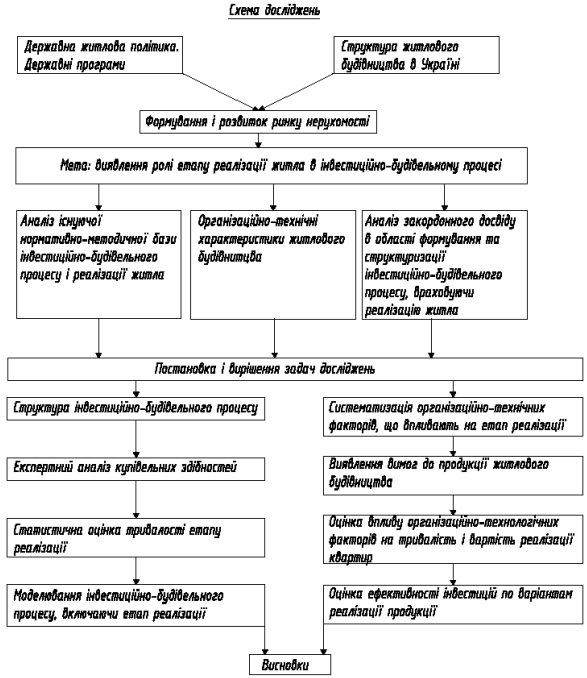 Схема досліджень
Державна житлова політика.
Державні програми
Структура житлового
будівництва в Україні
Формування і розвиток ринку нерухомості
Мета: виявлення ролі етапу реалізації житла в інвестиційно-будівельному процесі
Аналіз існуючої
нормативно-методичної бази
інвестиційно-будівельного
процесу і реалізації житла
Організаційно-технічні
характеристики житлового
будівнитцва
Аналіз закордонного досвіду
в області формування та
структуризації
інвестиційно-будівельного
процесу, враховуючи
реалізацію житла
Постановка і вирішення задач досліджень
Структура інвестиційно-будівельного процесу
Експертний аналіз купівельних здібностей
Статистична оцінка тривалості етапу
реалізації
Моделювання інвестиційно-будівельного
процесу, включаючи етап реалізації
Систематизація організаційно-технічних
факторів, що впливають на етап реалізації
Виявлення вимог до продукції житлового
будівництва
Оцінка впливу організаційно-технологічних
факторів на тривалість і вартість реалізації
квартир
Оцінка ефективності інвестицій по варіантам
реалізації продукції
Висновки